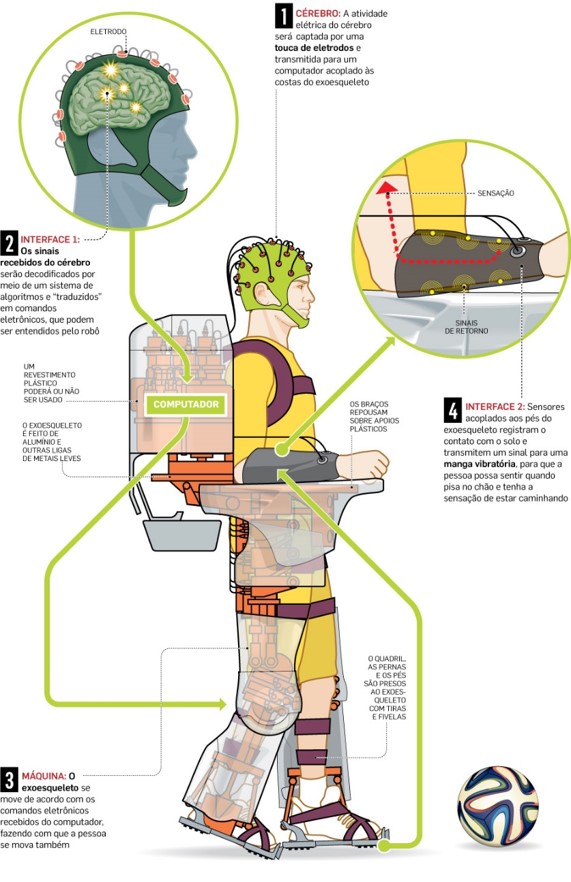 ELETRODO
1 CÉREBRO: A atividade
elétrica do cérebro
será captada por uma
touca de eletrodos e
transmitida para um
computador acoplado às
costas do exoesqueleto
SENSAÇÃO
SINAIS
DE RETORNO
2 INTERFACE 1:
Os sinais
recebidos do cérebro
serão decodificados por
meio de um sistema de
algoritmos e "traduzidos"
em comandos
eletrônicos, que podem
ser entendidos pelo robô
UM
REVESTIMENTO
PLÁSTICO
PODERÁ OU NÃO
SER USADO
COMPUTADOR
O EXOESQUELETO
É FEITO DE
ALUMÍNIO E
OUTRAS LIGAS
DE METAIS LEVES
OS BRAÇOS
REPOUSAM
SOBRE APOIOS
PLÁSTICOS
4 INTERFACE 2: Sensores
acoplados aos pés do
exoesqueleto registram o
contato com o solo e
transmitem um sinal para uma
manga vibratória, para que a
pessoa possa sentir quando
pisa no chão e tenha a
sensação de estar caminhando
O QUADRIL,
AS PERNAS
E OS PÉS
SÃO PRESOS
AO EXOES-
QUELETO
COM TIRAS
E FIVELAS
3 MÁQUINA: O
exoesqueleto se
move de acordo com os
comandos eletrônicos
recebidos do computador,
fazendo com que a pessoa
se mova também